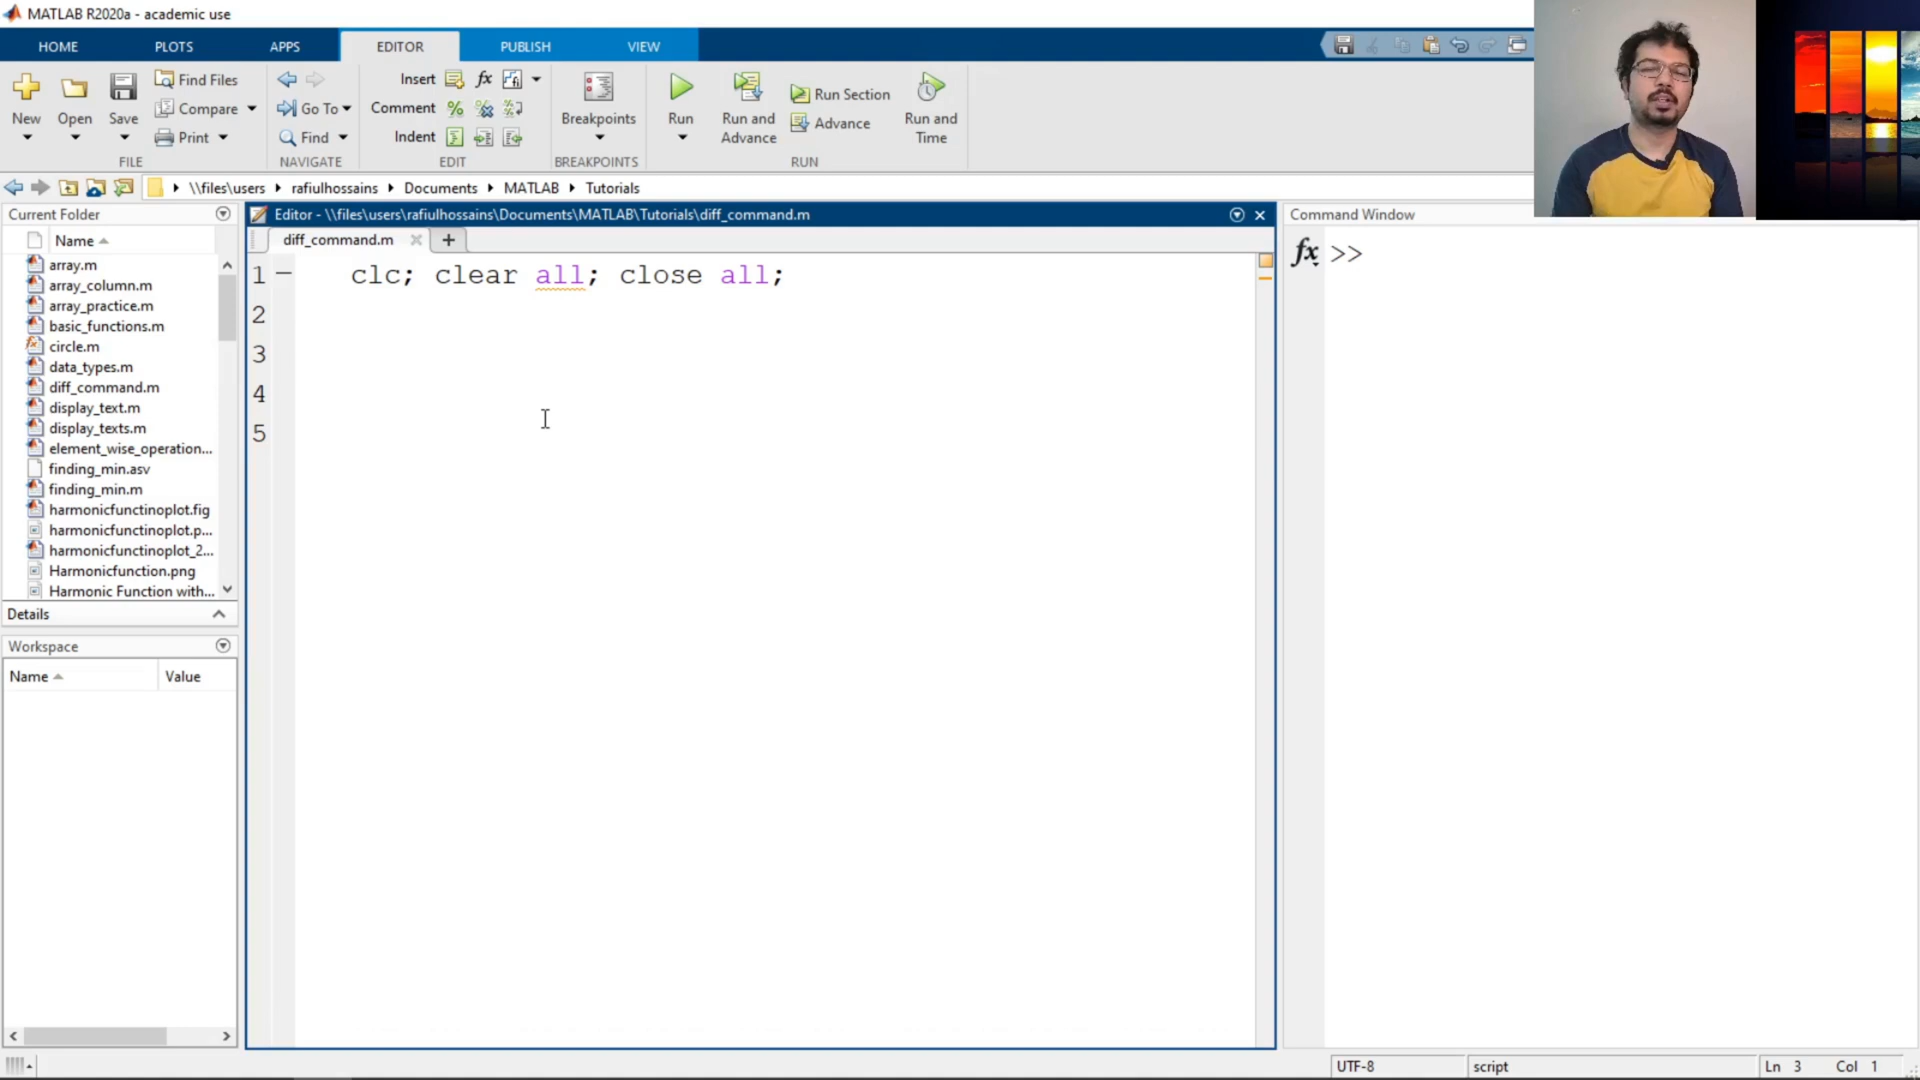 MATLAB R2020a - academic use
HOME PLOTS APPS EDITOR PUBLISH VIEW
New Open Save Find Files Compare Print
FILE
Go To Find
NAVIGATE
Insert fx
Comment %
Indent
EDIT
Breakpoints
BREAKPOINTS
Run Run and Advance Run Section Advance Run and Time
RUN
\\files\users rafiulhossains Documents MATLAB Tutorials
Current Folder
Name
array.m
array_column.m
array_practice.m
basic_functions.m
circle.m
data_types.m
diff_command.m
display_text.m
display_texts.m
element_wise_operation...
finding_min.asv
finding_min.m
harmonicfunctinoplot.fig
harmonicfunctinoplot.p...
harmonicfunctinoplot_2...
Harmonicfunction.png
Harmonic Function with...
Details
Workspace
Name Value
Editor - \\files\users\rafiulhossains\Documents\MATLAB\Tutorials\diff_command.m
diff_command.m
1 clc; clear all; close all;
2
3
4
5
Command Window
fx >>
UTF-8 script Ln 3 Col 1